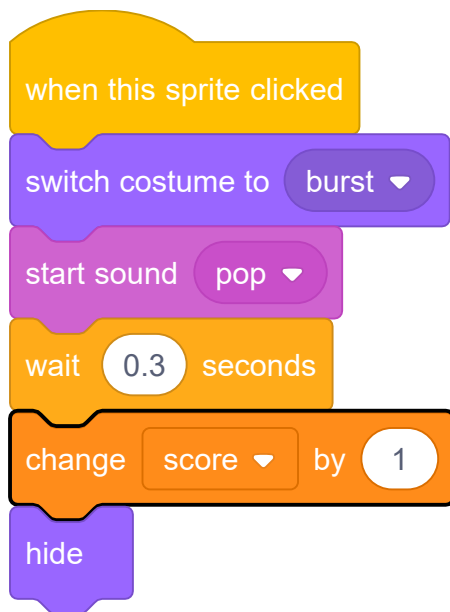 when this sprite clicked
switch costume to burst
start sound pop
wait 0.3 seconds
change score by 1
hide